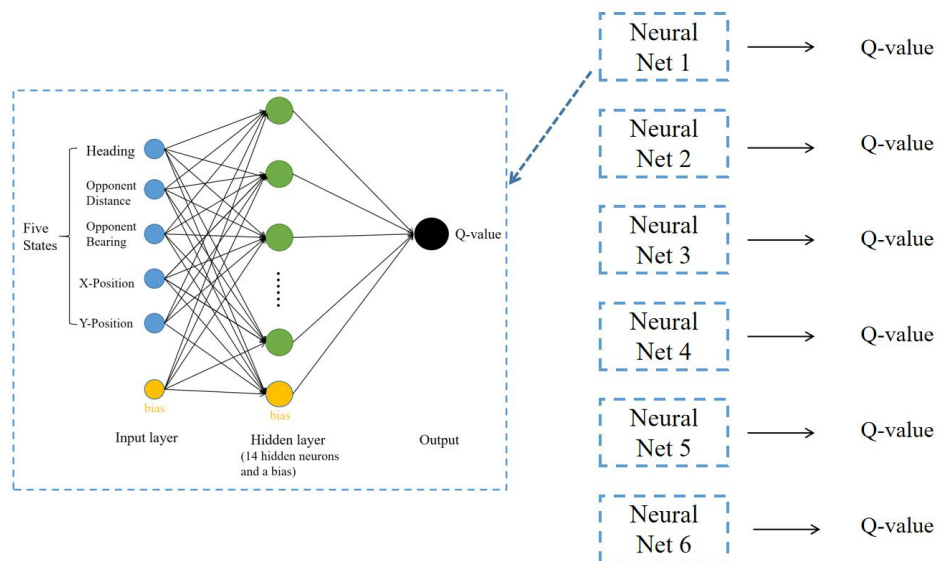 Heading
Opponent
Distance
Opponent
Bearing
X-Position
Y-Position
Five
States
bias
bias
Input layer
Hidden layer
(14 hidden neurons
and a bias)
Output
Q-value
Neural
Net 1
Q-value
Neural
Net 2
Q-value
Neural
Net 3
Q-value
Neural
Net 4
Q-value
Neural
Net 5
Q-value
Neural
Net 6
Q-value